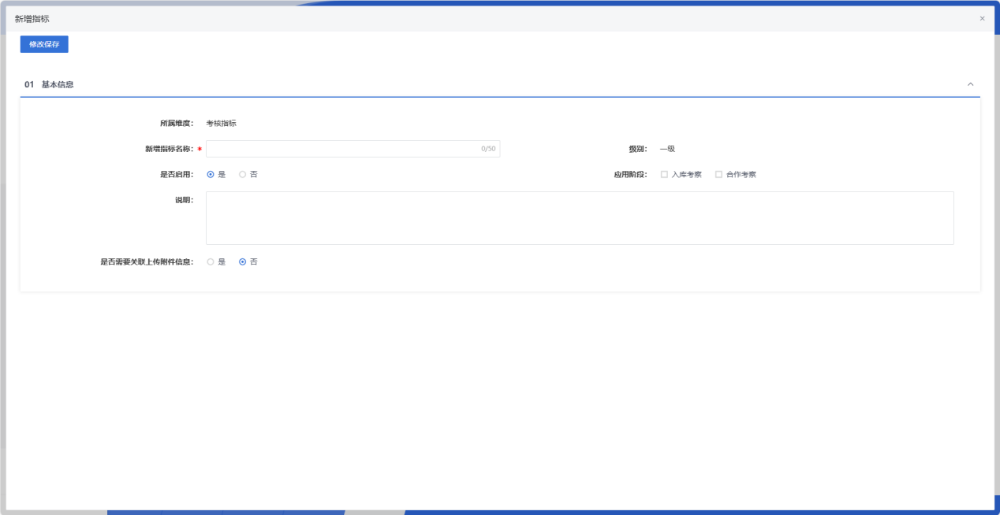 新增指标
×
修改保存
01 基本信息
所属维度： 考核指标
新增指标名称：* 0/50 级别： 一级
是否启用： 是 否 应用阶段： 入库考察 合作考察
说明：
是否需要关联上传附件信息： 是 否